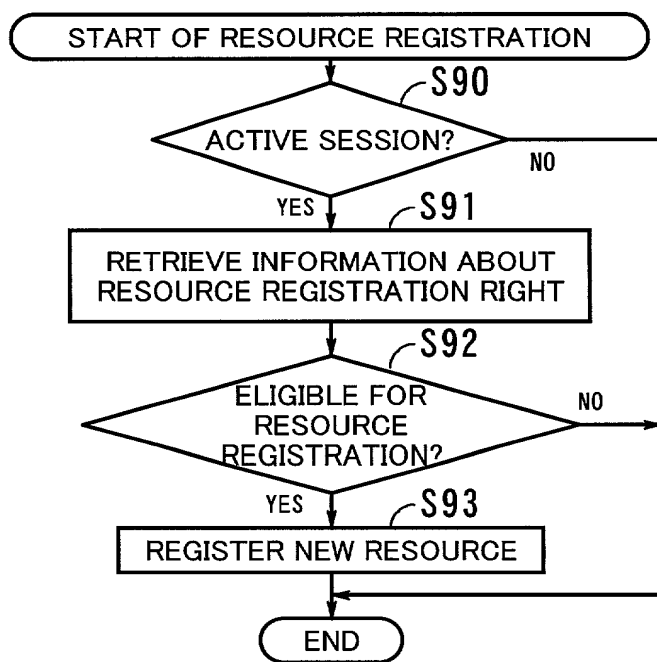 START OF RESOURCE REGISTRATION
S90
ACTIVE SESSION?
NO
YES
S91
RETRIEVE INFORMATION ABOUT
RESOURCE REGISTRATION RIGHT
S92
ELIGIBLE FOR
RESOURCE
REGISTRATION?
NO
YES
S93
REGISTER NEW RESOURCE
END